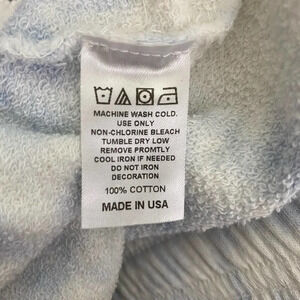 MACHINE WASH COLD.
USE ONLY
NON-CHLORINE BLEACH
TUMBLE DRY LOW
REMOVE PROMTLY
COOL IRON IF NEEDED
DO NOT IRON
DECORATION
100% COTTON
MADE IN USA